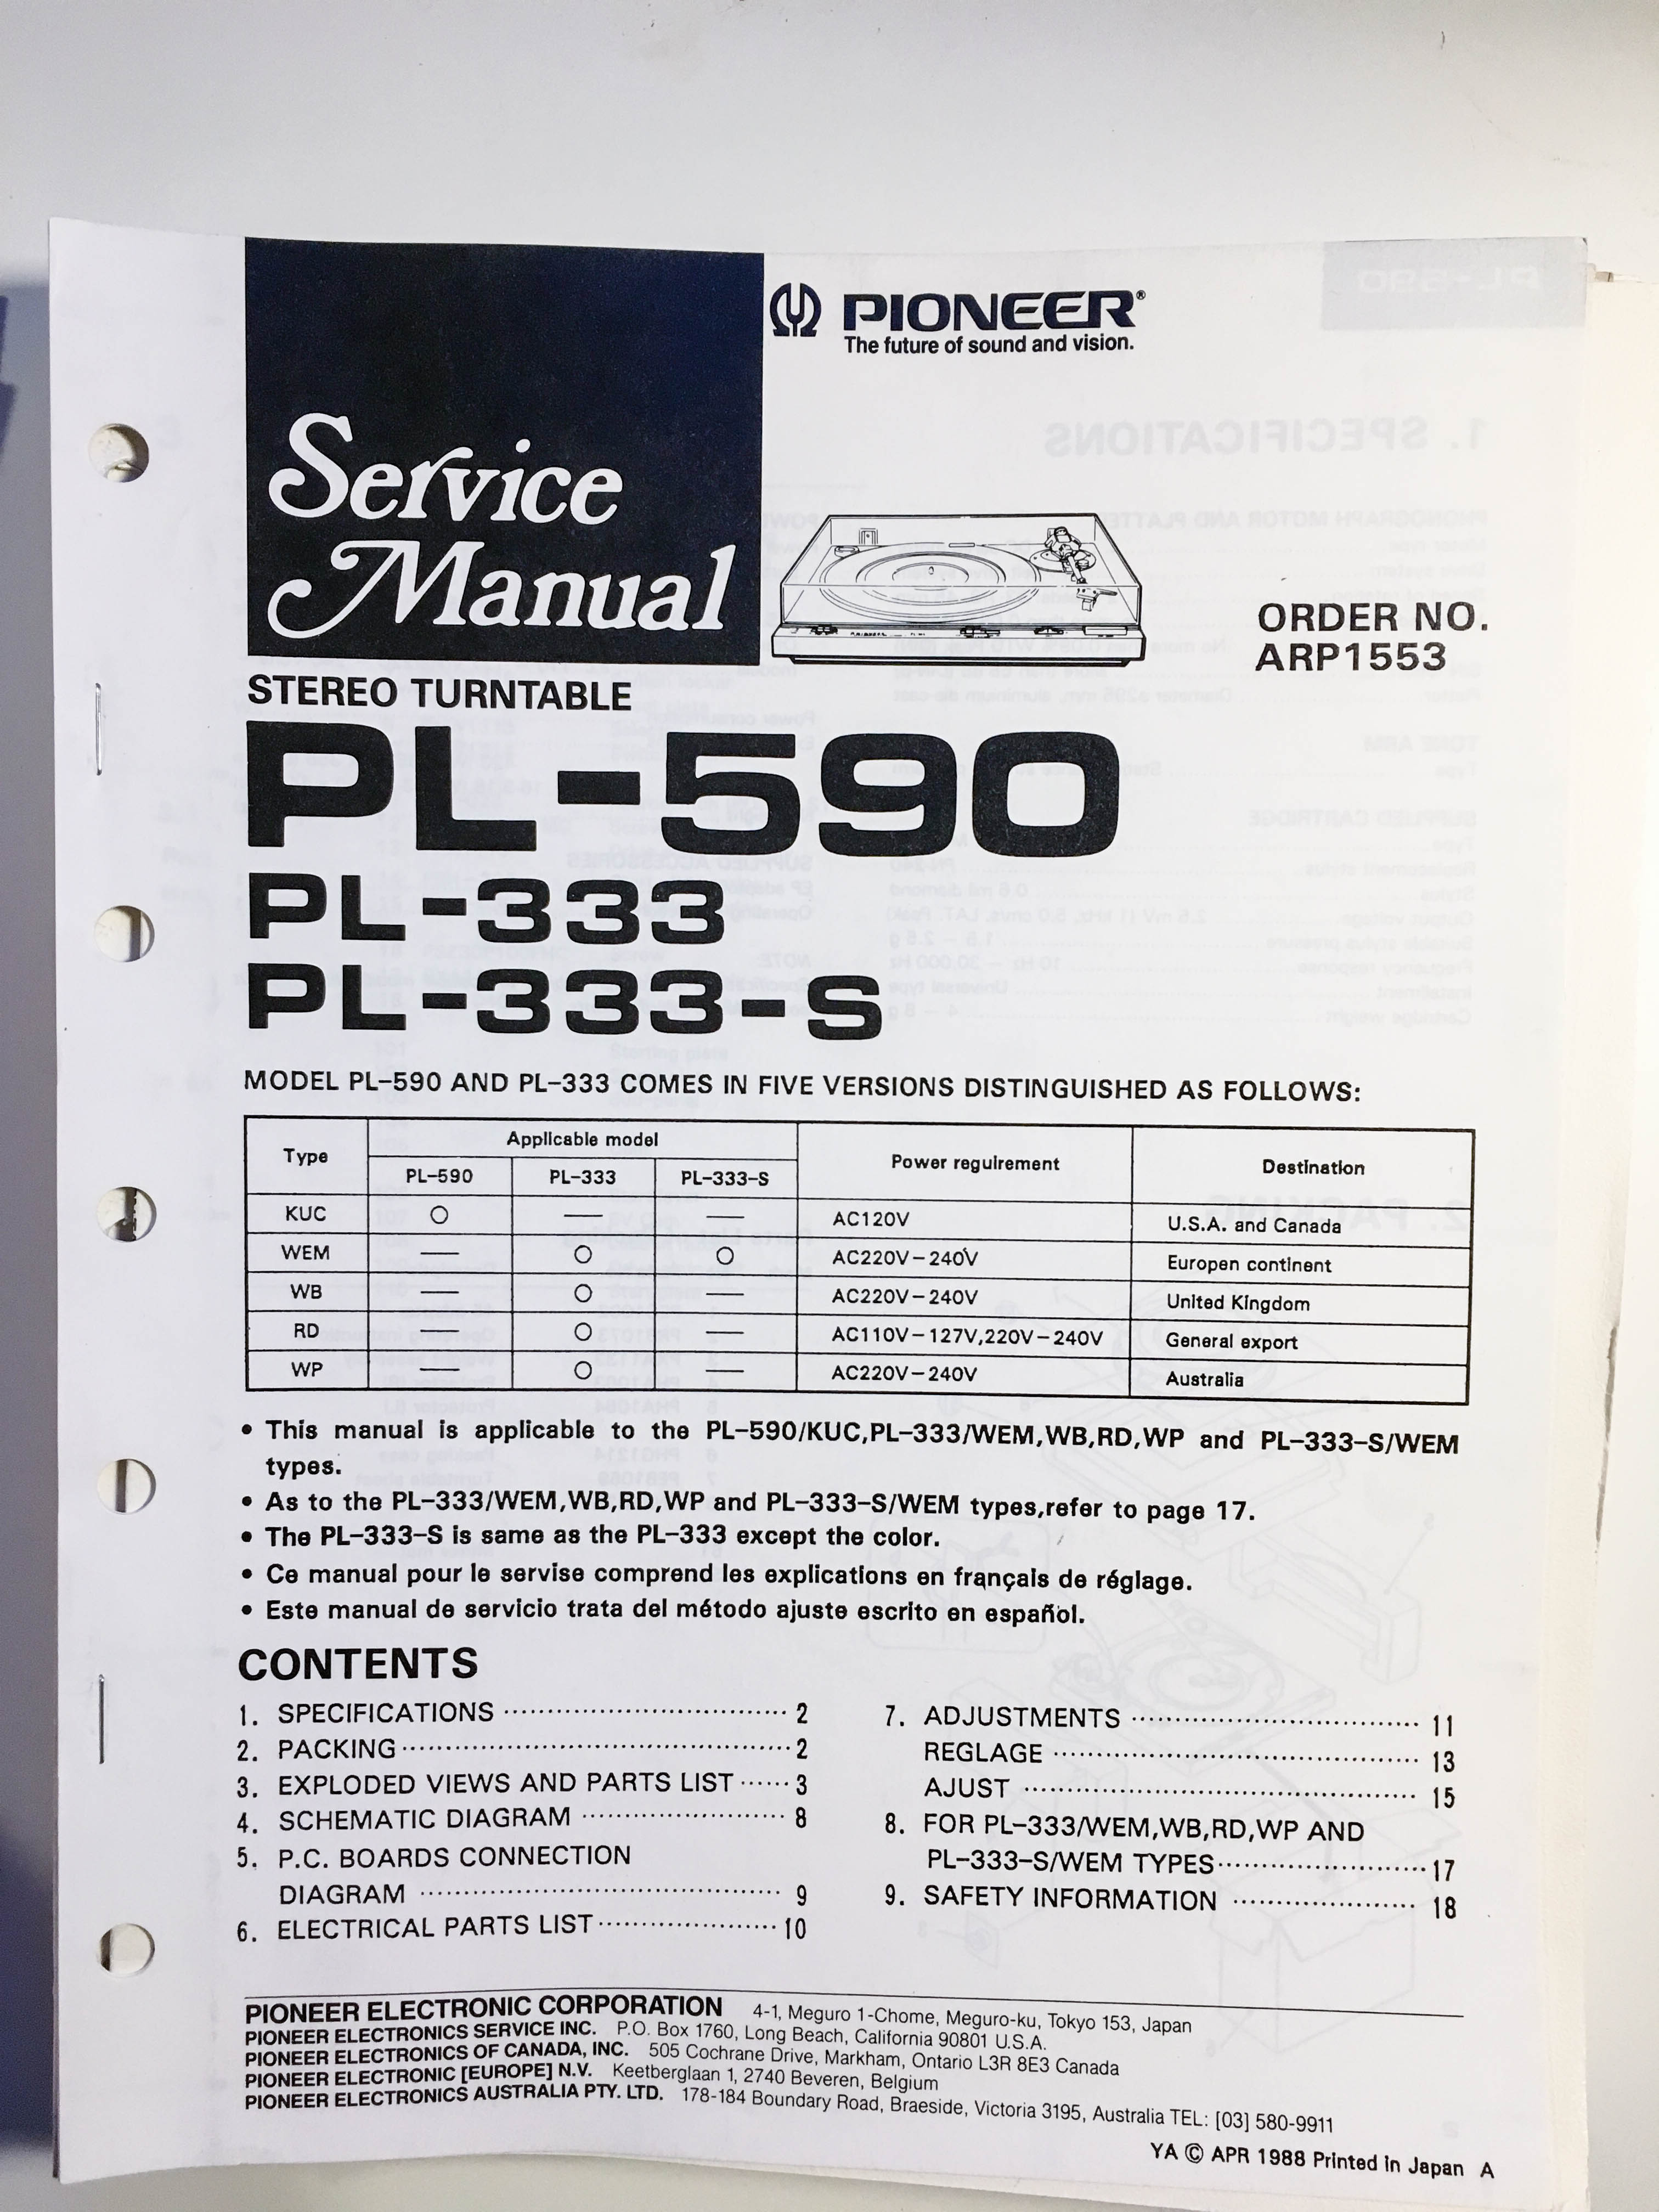 PIONEER®
The future of sound and vision.
Service
Manual
ORDER NO.
ARP1553
STEREO TURNTABLE
PL-590
PL-333
PL-333-S
MODEL PL-590 AND PL-333 COMES IN FIVE VERSIONS DISTINGUISHED AS FOLLOWS:
Type Applicable model Power reguirement Destination
PL-590 PL-333 PL-333-S
KUC ○ — — AC120V U.S.A. and Canada
WEM — ○ ○ AC220V-240V Europen continent
WB — ○ — AC220V-240V United Kingdom
RD — ○ — AC110V-127V,220V-240V General export
WP — ○ — AC220V-240V Australia
• This manual is applicable to the PL-590/KUC,PL-333/WEM,WB,RD,WP and PL-333-S/WEM
types.
• As to the PL-333/WEM,WB,RD,WP and PL-333-S/WEM types,refer to page 17.
• The PL-333-S is same as the PL-333 except the color.
• Ce manual pour le servise comprend les explications en français de réglage.
• Este manual de servicio trata del método ajuste escrito en español.
CONTENTS
1. SPECIFICATIONS 2
2. PACKING 2
3. EXPLODED VIEWS AND PARTS LIST 3
4. SCHEMATIC DIAGRAM 8
5. P.C. BOARDS CONNECTION
DIAGRAM 9
6. ELECTRICAL PARTS LIST 10
7. ADJUSTMENTS 11
REGLAGE 13
AJUST 15
8. FOR PL-333/WEM,WB,RD,WP AND
PL-333-S/WEM TYPES 17
9. SAFETY INFORMATION 18
PIONEER ELECTRONIC CORPORATION 4-1, Meguro 1-Chome, Meguro-ku, Tokyo 153, Japan
PIONEER ELECTRONICS SERVICE INC. P.O. Box 1760, Long Beach, California 90801 U.S.A.
PIONEER ELECTRONICS OF CANADA, INC. 505 Cochrane Drive, Markham, Ontario L3R 8E3 Canada
PIONEER ELECTRONIC [EUROPE] N.V. Keetberglaan 1, 2740 Beveren, Belgium
PIONEER ELECTRONICS AUSTRALIA PTY. LTD. 178-184 Boundary Road, Braeside, Victoria 3195, Australia TEL: [03] 580-9911
YA © APR 1988 Printed in Japan A